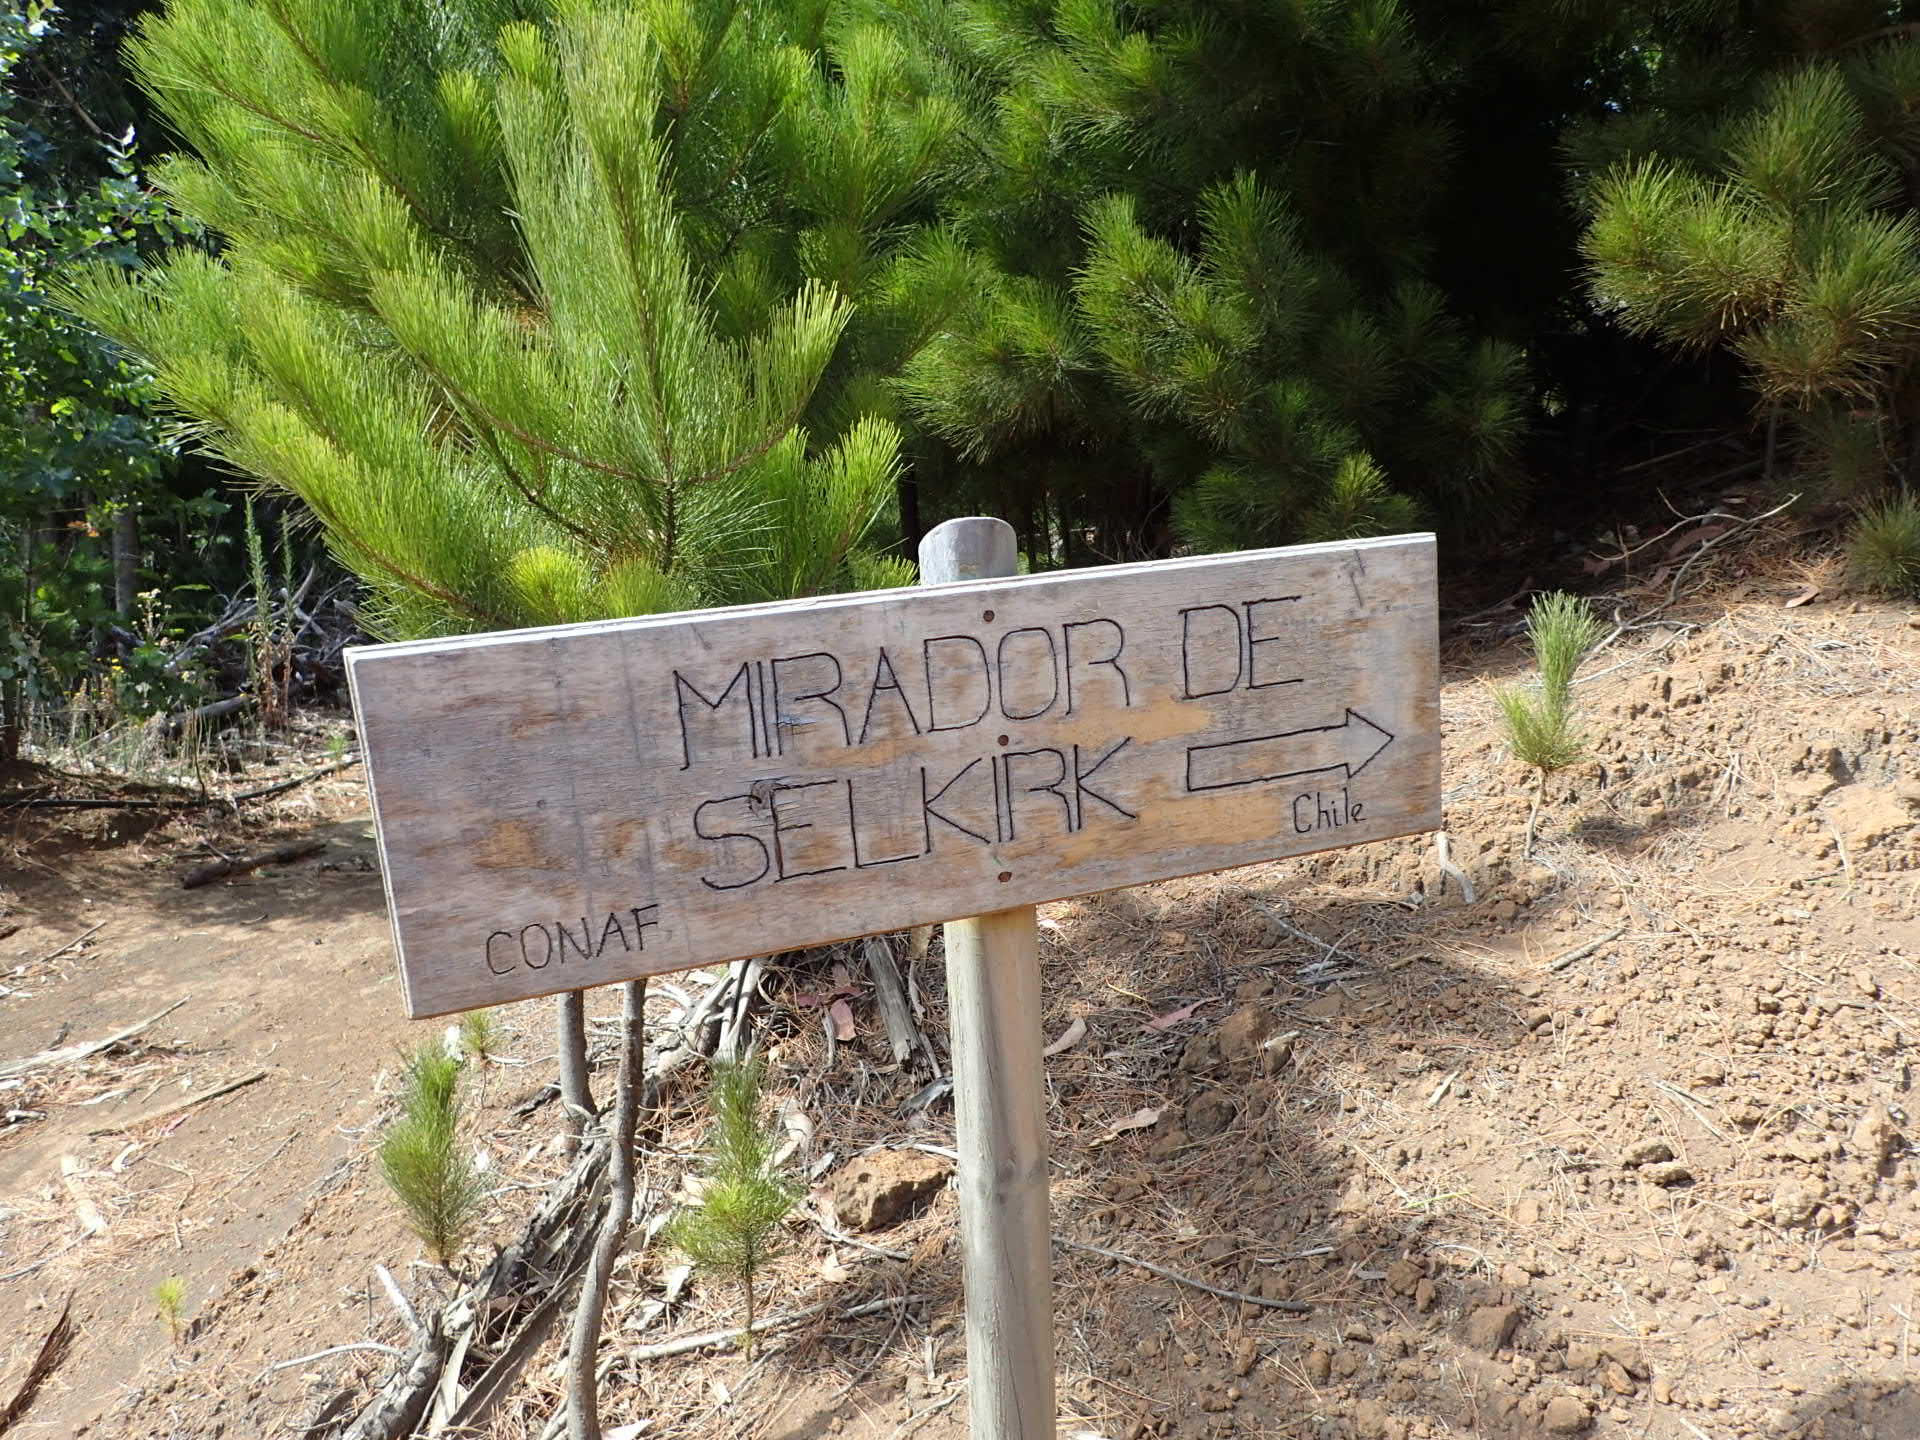 MIRADOR DE
SELKIRK
Chile
CONAF